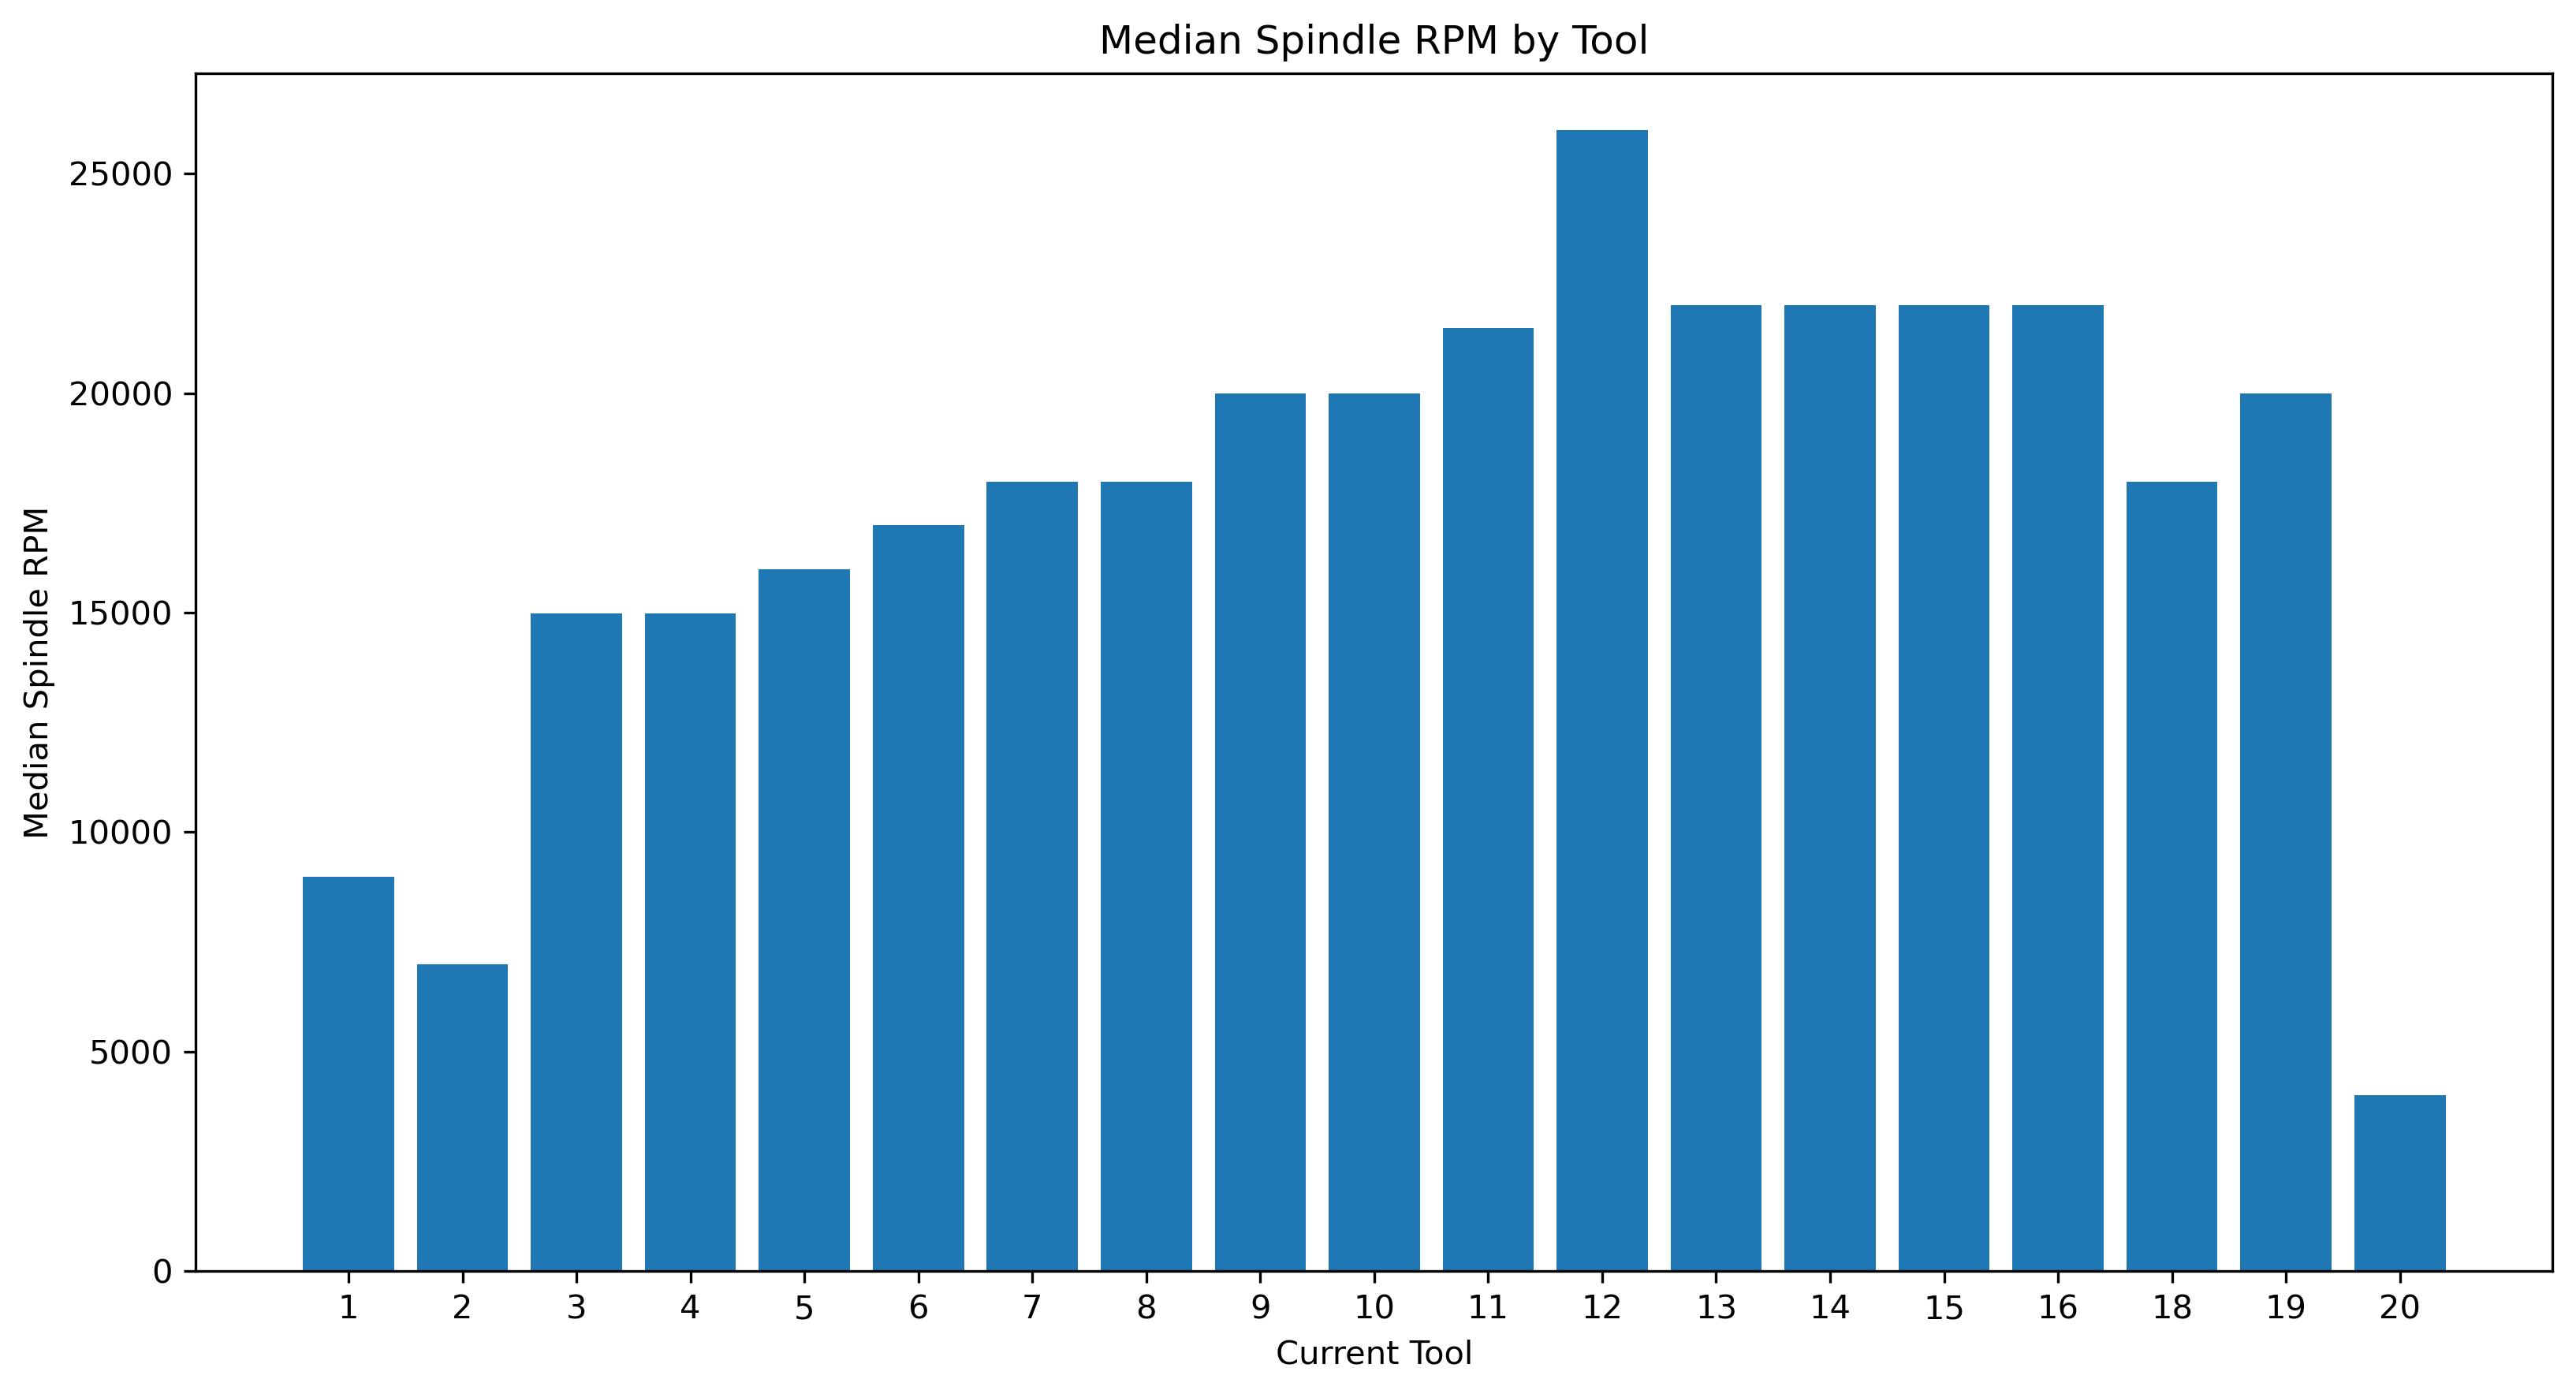 Median Spindle RPM by Tool
Median Spindle RPM
25000
20000
15000
10000
5000
0
1 2 3 4 5 6 7 8 9 10 11 12 13 14 15 16 18 19 20
Current Tool